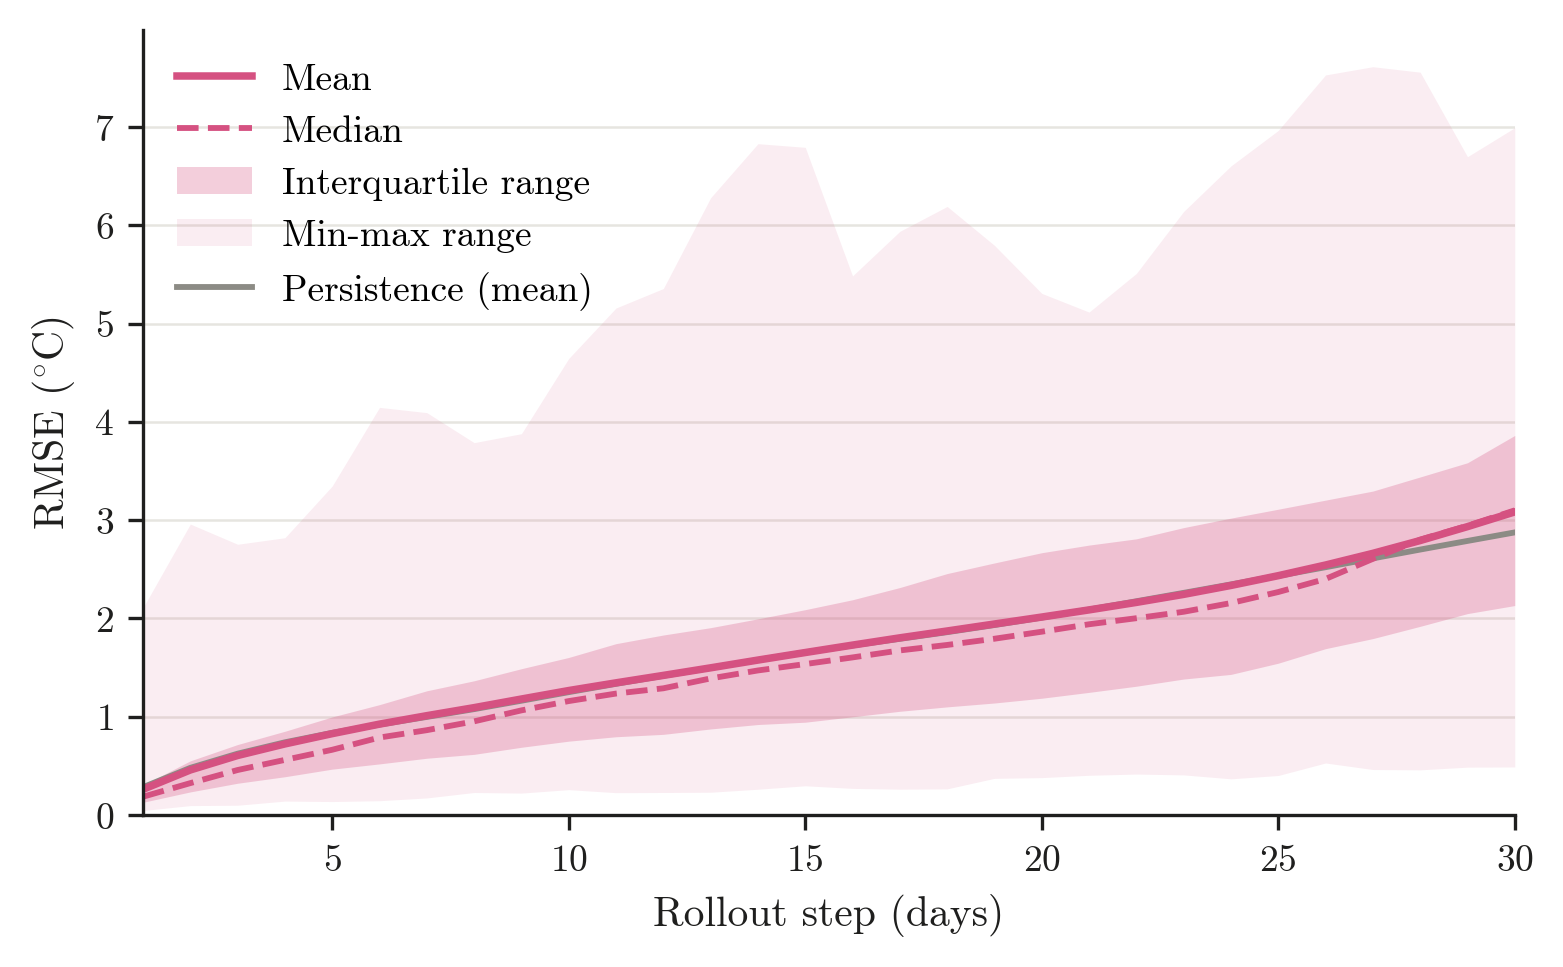 Mean
Median
Interquartile range
Min-max range
Persistence (mean)
7
6
5
4
3
2
1
0
RMSE (°C)
5 10 15 20 25 30
Rollout step (days)